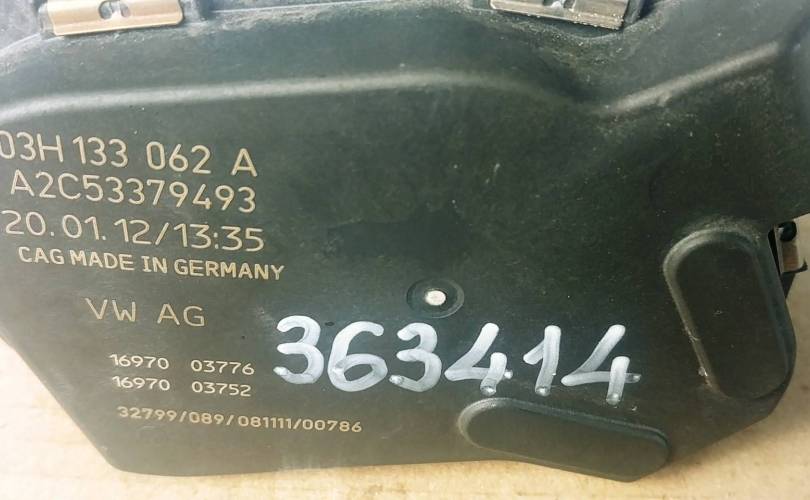 03H 133 062 A
A2C53379493
20.01.12/13:35
CAG MADE IN GERMANY
VW AG
363414
16970 03776
16970 03752
32799/089/081111/00786